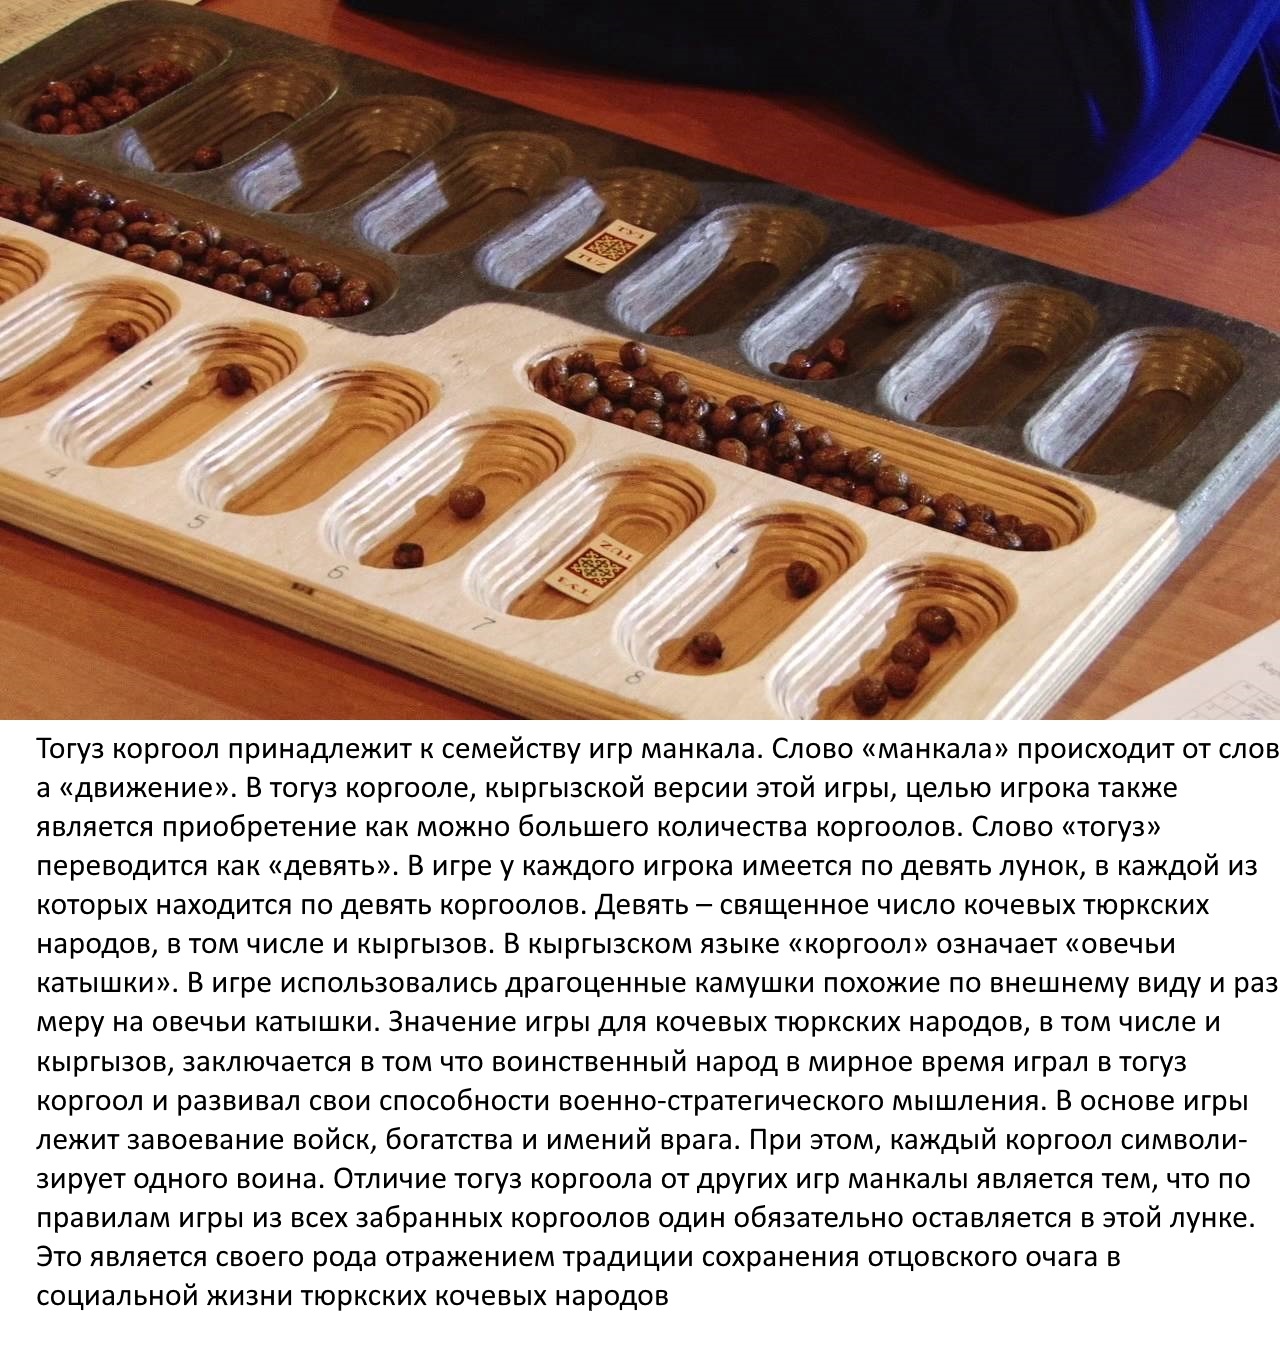 ТУЗ
TUZ
TUZ
ТУЗ
4
5
6
7
8
Тогуз коргоол принадлежит к семейству игр манкала. Слово «манкала» происходит от слов
а «движение». В тогуз коргооле, кыргызской версии этой игры, целью игрока также
является приобретение как можно большего количества коргоолов. Слово «тогуз»
переводится как «девять». В игре у каждого игрока имеется по девять лунок, в каждой из
которых находится по девять коргоолов. Девять – священное число кочевых тюркских
народов, в том числе и кыргызов. В кыргызском языке «коргоол» означает «овечьи
катышки». В игре использовались драгоценные камушки похожие по внешнему виду и раз
меру на овечьи катышки. Значение игры для кочевых тюркских народов, в том числе и
кыргызов, заключается в том что воинственный народ в мирное время играл в тогуз
коргоол и развивал свои способности военно-стратегического мышления. В основе игры
лежит завоевание войск, богатства и имений врага. При этом, каждый коргоол символи-
зирует одного воина. Отличие тогуз коргоола от других игр манкалы является тем, что по
правилам игры из всех забранных коргоолов один обязательно оставляется в этой лунке.
Это является своего рода отражением традиции сохранения отцовского очага в
социальной жизни тюркских кочевых народов